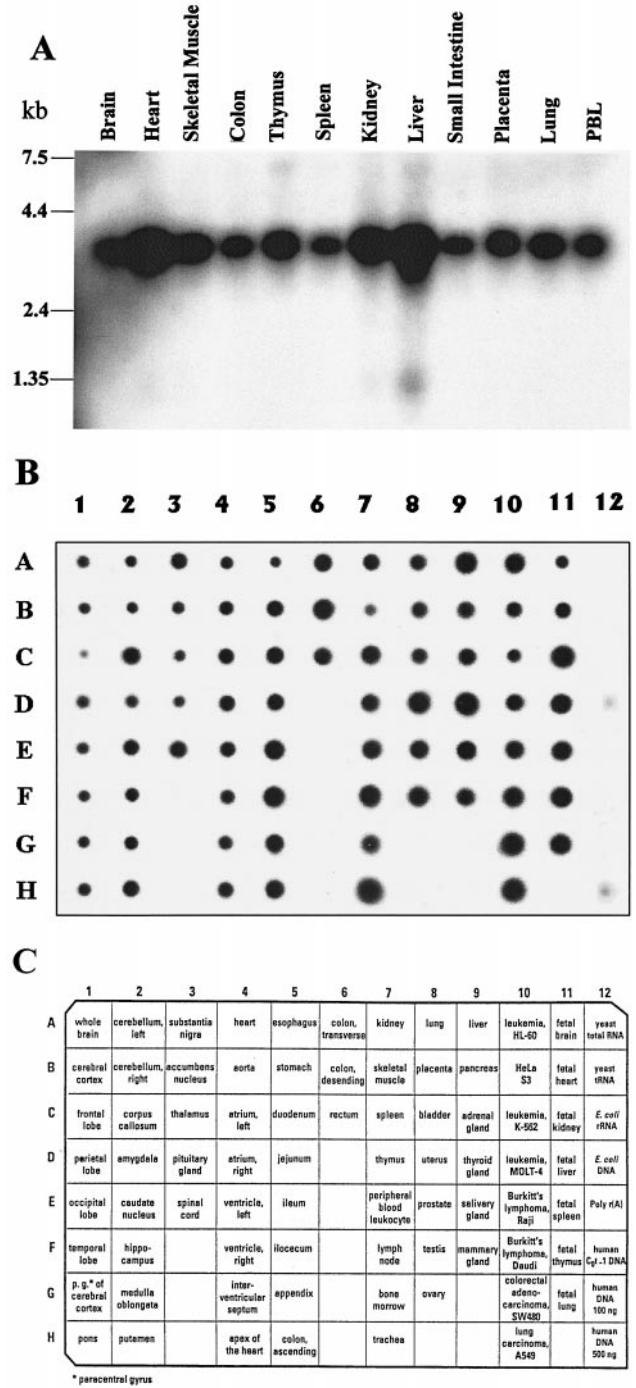 A
kb
Brain Heart Skeletal Muscle Colon Thymus Spleen Kidney Liver Small Intestine Placenta Lung PBL
7.5
4.4
2.4
1.35
B
1 2 3 4 5 6 7 8 9 10 11 12
A
B
C
D
E
F
G
H
C
1 2 3 4 5 6 7 8 9 10 11 12
A whole brain cerebellum, left substantia nigra heart esophagus colon, transverse kidney lung liver leukemia, HL-60 fetal brain yeast total RNA
B cerebral cortex cerebellum, right accumbens nucleus aorta stomach colon, desending skeletal muscle placenta pancreas HeLa S3 fetal heart yeast tRNA
C frontal lobe corpus callosum thalamus atrium, left duodenum rectum spleen bladder adrenal gland leukemia, K-562 fetal kidney E. coli rRNA
D parietal lobe amygdala pituitary gland atrium, right jejunum thymus uterus thyroid gland leukemia, MOLT-4 fetal liver E. coli DNA
E occipital lobe caudate nucleus spinal cord ventricle, left ileum peripheral blood leukocyte prostate salivary gland Burkitt's lymphoma, Raji fetal spleen Poly r(A)
F temporal lobe hippo-campus ventricle, right ilocecum lymph node testis mammary gland Burkitt's lymphoma, Daudi fetal thymus human C0t-1 DNA
G p. g.* of cerebral cortex medulla oblongata inter-ventricular septum appendix bone morrow ovary colorectal adeno-carcinoma, SW480 fetal lung human DNA 100 ng
H pons putamen apex of the heart colon, ascending trachea lung carcinoma, A549 human DNA 500 ng
* paracentral gyrus